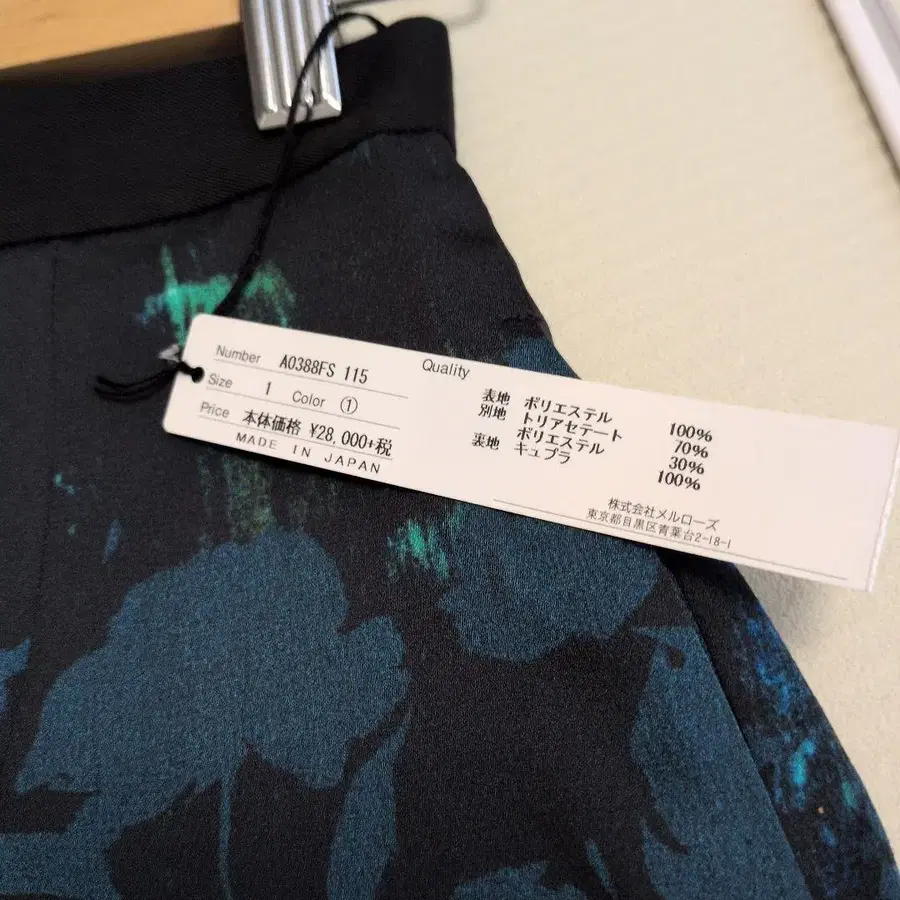 Number A0388FS 115
Size 1 Color ①
Price 本体価格 ¥28,000+税
MADE IN JAPAN
Quality
表地 ポリエステル 100%
別地 トリアセテート 70%
ポリエステル 30%
裏地 キュプラ 100%
株式会社メルローズ
東京都目黒区青葉台2-18-1